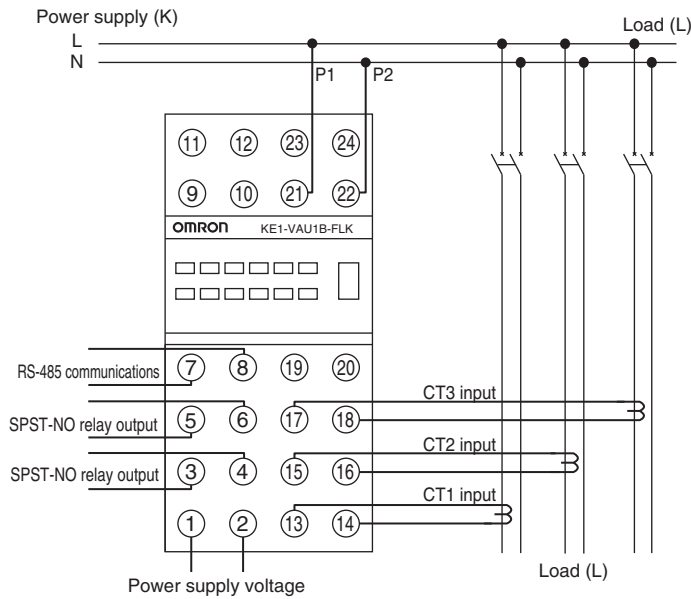 Power supply (K)
Load (L)
L
N
P1 P2
11 12 23 24
9 10 21 22
OMRON KE1-VAU1B-FLK
RS-485 communications
7 8 19 20
CT3 input
SPST-NO relay output
5 6 17 18
CT2 input
SPST-NO relay output
3 4 15 16
CT1 input
1 2 13 14
Load (L)
Power supply voltage